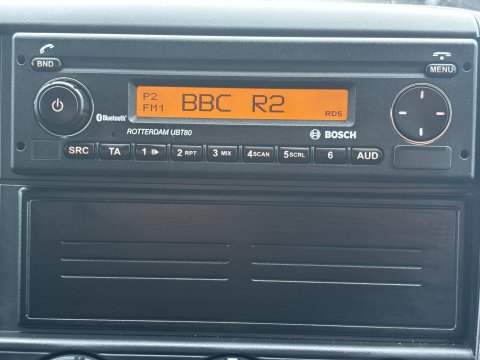 BND
MENU
P2
FM1
BBC R2
RDS
Bluetooth
ROTTERDAM UBT80
BOSCH
SRC
TA
1
2 RPT
3 MIX
4 SCAN
5 SCRL
6
AUD